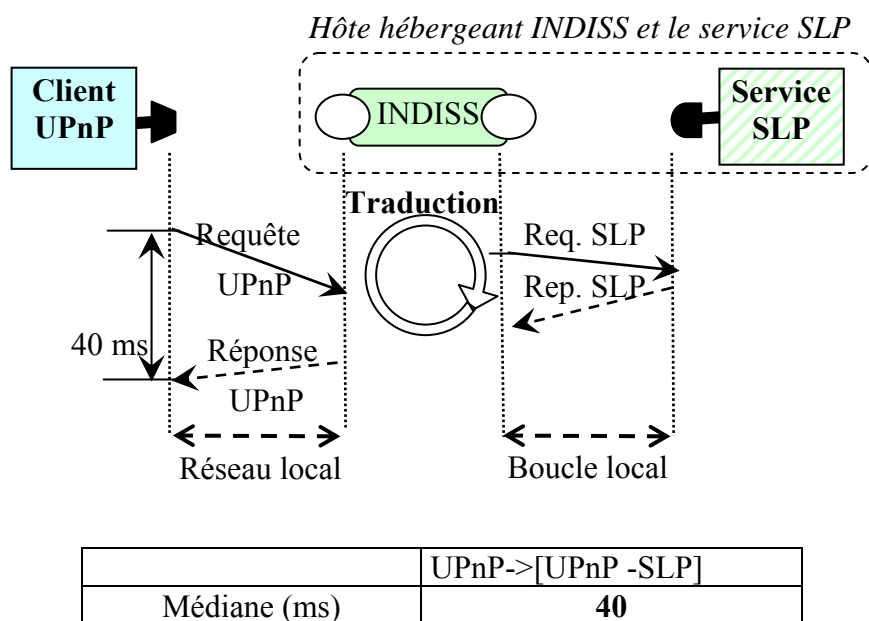 Hôte hébergeant INDISS et le service SLP
Client
UPnP
INDISS
Service
SLP
Traduction
Requête
UPnP
Req. SLP
Rep. SLP
40 ms
Réponse
UPnP
Réseau local
Boucle local
UPnP->[UPnP -SLP]
Médiane (ms)
40